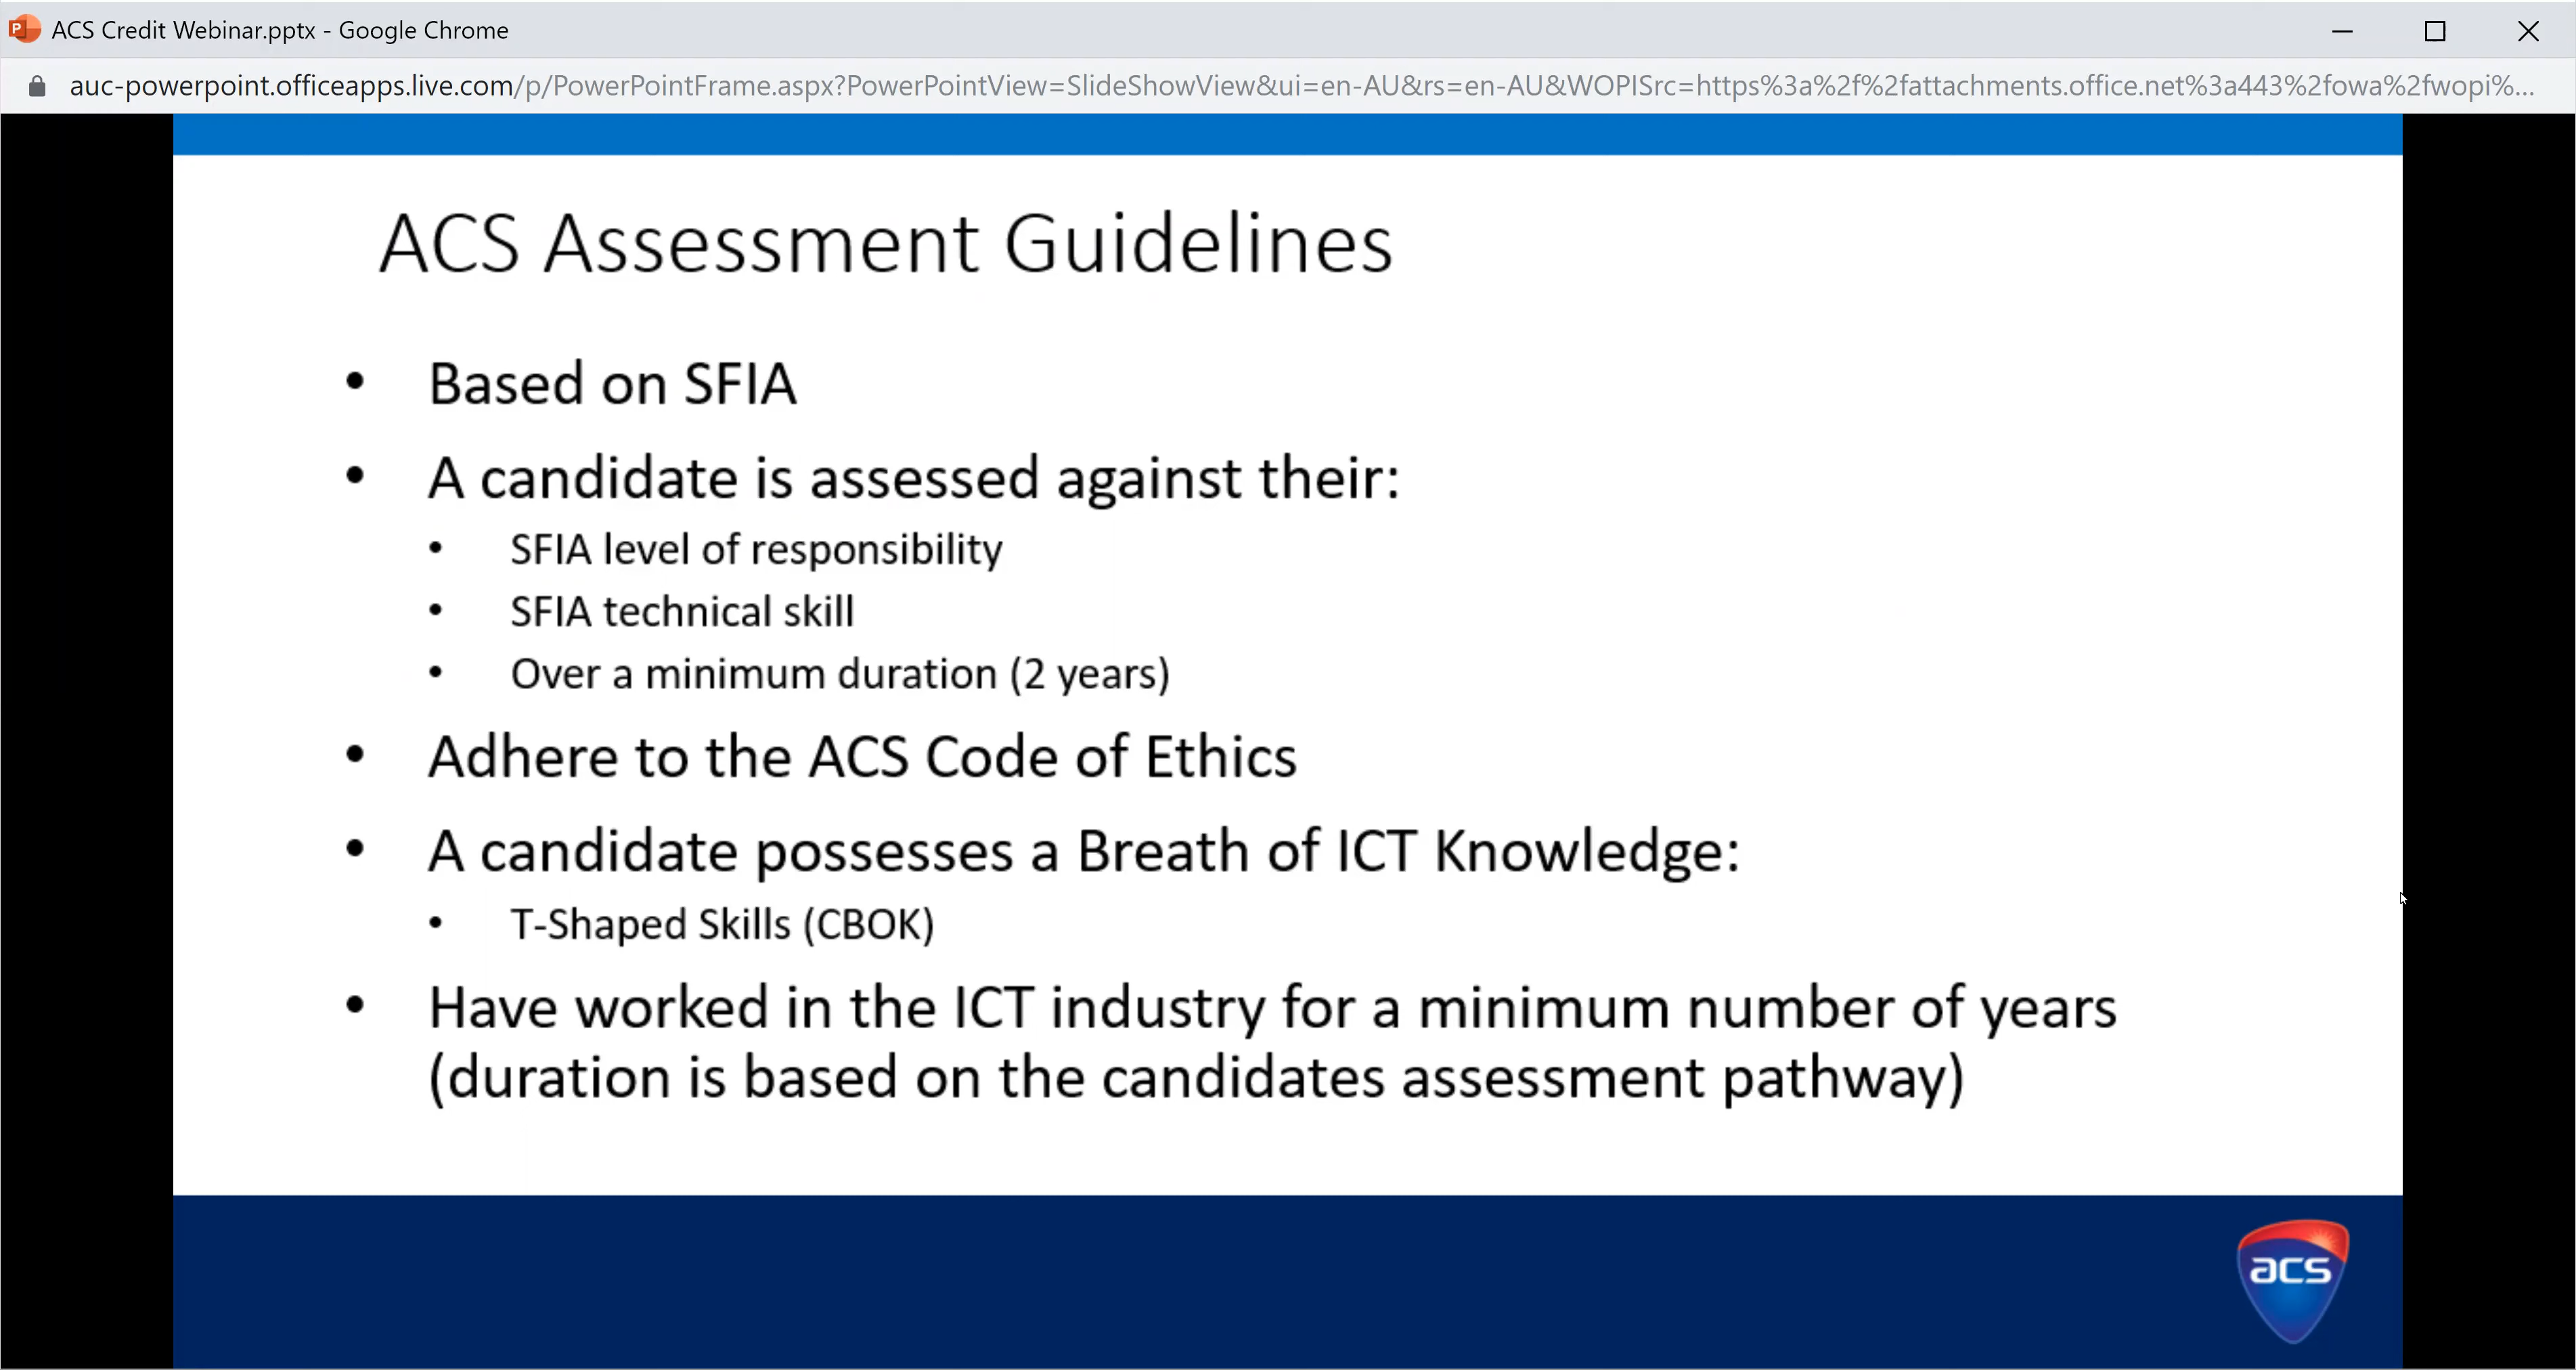 ACS Credit Webinar.pptx - Google Chrome
auc-powerpoint.officeapps.live.com/p/PowerPointFrame.aspx?PowerPointView=SlideShowView&ui=en-AU&rs=en-AU&WOPISrc=https%3a%2f%2fattachments.office.net%3a443%2fowa%2fwopi%...
ACS Assessment Guidelines
• Based on SFIA
• A candidate is assessed against their:
• SFIA level of responsibility
• SFIA technical skill
• Over a minimum duration (2 years)
• Adhere to the ACS Code of Ethics
• A candidate possesses a Breath of ICT Knowledge:
• T-Shaped Skills (CBOK)
• Have worked in the ICT industry for a minimum number of years
(duration is based on the candidates assessment pathway)
acs